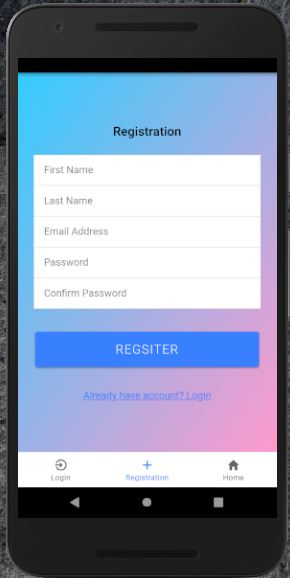 Registration
First Name
Last Name
Email Address
Password
Confirm Password
REGSITER
Already have account? Login
Login
Registration
Home